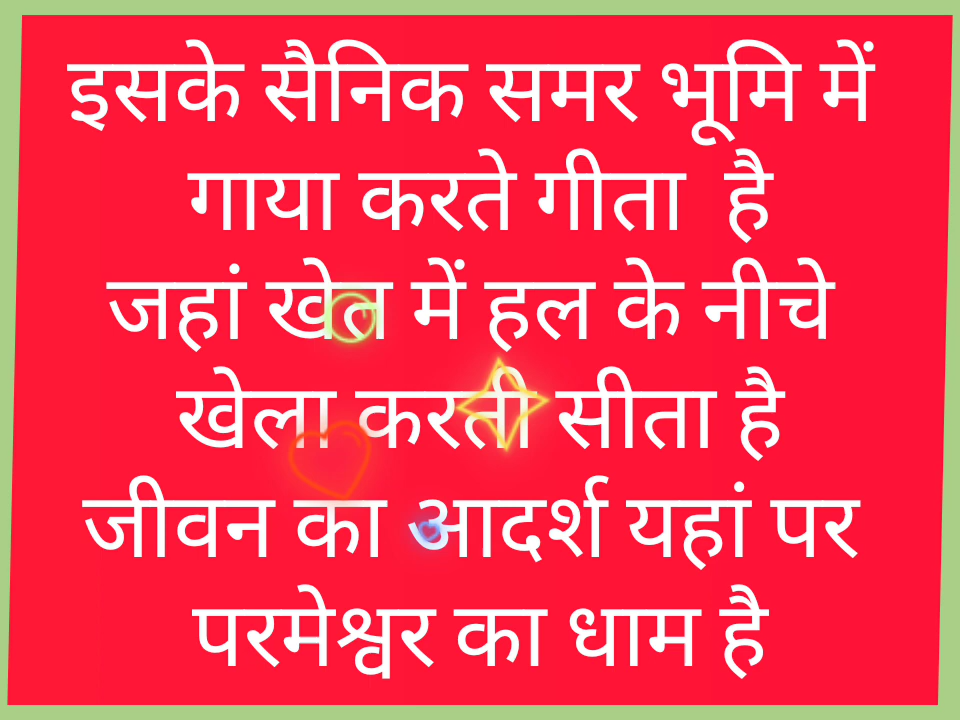 इसके सैनिक समर भूमि में
गाया करते गीता है
जहां खेत में हल के नीचे
खेला करती सीता है
जीवन का आदर्श यहां पर
परमेश्वर का धाम है